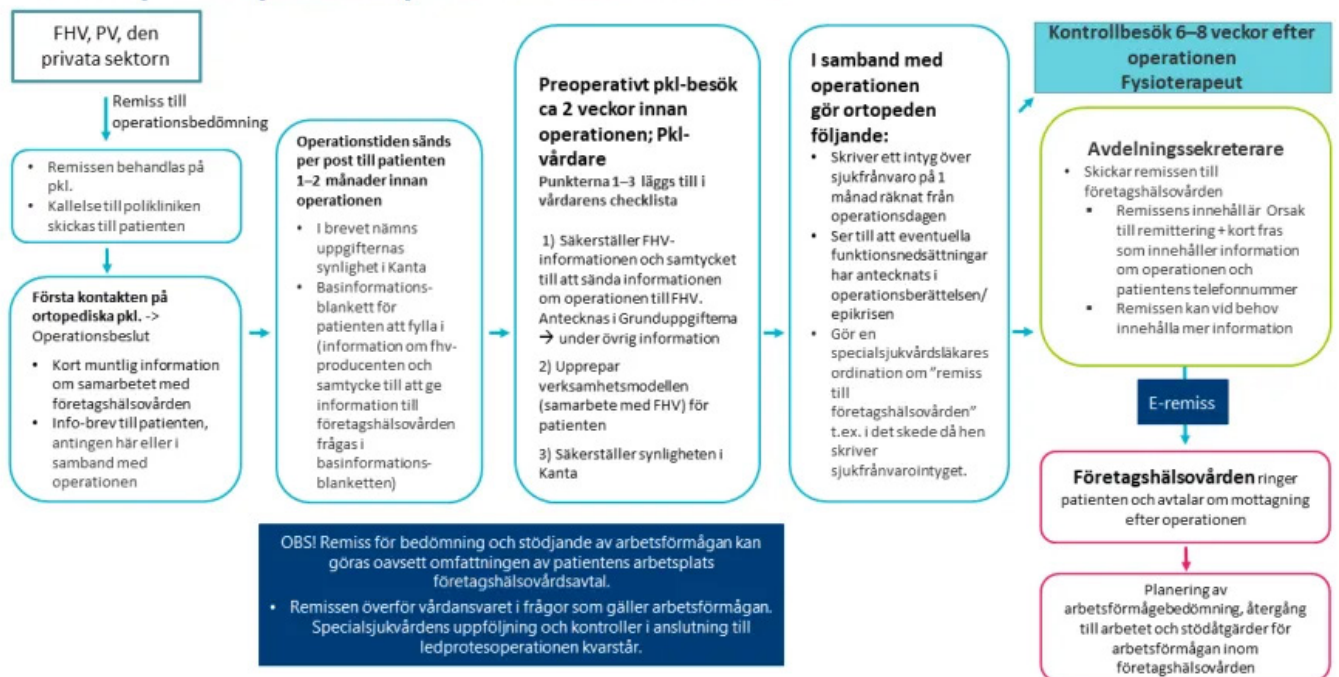 FHV, PV, den
privata sektorn
Remiss till
operationsbedömning
• Remissen behandlas på
pkl.
• Kallelse till polikliniken
skickas till patienten
Första kontakten på
ortopediska pkl. ->
Operationsbeslut
• Kort muntlig information
om samarbetet med
företagshälsovården
• Info-brev till patienten,
antingen här eller i
samband med
operationen
Operationstiden sänds
per post till patienten
1–2 månader innan
operationen
• I brevet nämns
uppgifternas
synlighet i Kanta
• Basinformations-
blankett för
patienten att fylla i
(information om fhv-
producenten och
samtycke till att ge
information till
företagshälsovården
frågas i
basinformations-
blanketten)
Preoperativt pkl-besök
ca 2 veckor innan
operationen; Pkl-
vårdare
Punkterna 1–3 läggs till i
vårdarens checklista
1) Säkerställer FHV-
informationen och samtycket
till att sända informationen
om operationen till FHV.
Antecknas i Grunduppgifterna
→ under övrig information
2) Upprepar
verksamhetsmodellen
(samarbete med FHV) för
patienten
3) Säkerställer synligheten i
Kanta
I samband med
operationen
gör ortopeden
följande:
• Skriver ett intyg över
sjukfrånvaro på 1
månad räknat från
operationsdagen
• Ser till att eventuella
funktionsnedsättningar
har antecknats i
operationsberättelsen/
epikrisen
• Gör en
specialsjukvårdsläkares
ordination om ”remiss
till
företagshälsovården”
t.ex. i det skede då hen
skriver
sjukfrånvarointyget.
Kontrollbesök 6–8 veckor efter
operationen
Fysioterapeut
Avdelningssekreterare
• Skickar remissen till
företagshälsovården
▪ Remissens innehåll är Orsak
till remittering + kort fras
som innehåller information
om operationen och
patientens telefonnummer
▪ Remissen kan vid behov
innehålla mer information
E-remiss
Företagshälsovården ringer
patienten och avtalar om mottagning
efter operationen
Planering av
arbetsförmågebedömning, återgång
till arbetet och stödåtgärder för
arbetsförmågan inom
företagshälsovården
OBS! Remiss för bedömning och stödjande av arbetsförmågan kan
göras oavsett omfattningen av patientens arbetsplats
företagshälsovårdsavtal.
• Remissen överför vårdansvaret i frågor som gäller arbetsförmågan.
Specialsjukvårdens uppföljning och kontroller i anslutning till
ledprotesoperationen kvarstår.